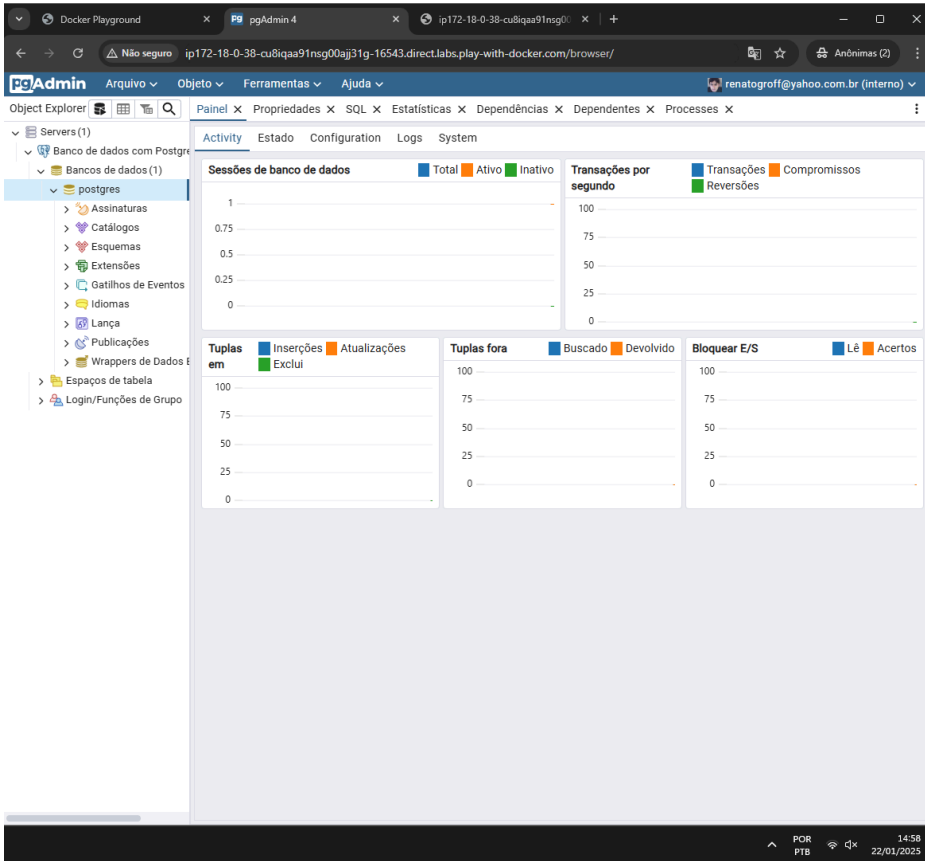 Docker Playground
pgAdmin 4
ip172-18-0-38-cu8iqaa91nsg00
Não seguro
ip172-18-0-38-cu8iqaa91nsg00ajj31g-16543.direct.labs.play-with-docker.com/browser/
Anônimas (2)
pgAdmin Arquivo Objeto Ferramentas Ajuda renatogroff@yahoo.com.br (interno)
Object Explorer
Painel Propriedades SQL Estatísticas Dependências Dependentes Processes
Servers (1)
Banco de dados com Postgre
Bancos de dados (1)
postgres
Assinaturas
Catálogos
Esquemas
Extensões
Gatilhos de Eventos
Idiomas
Lança
Publicações
Wrappers de Dados E
Espaços de tabela
Login/Funções de Grupo
Activity Estado Configuration Logs System
Sessões de banco de dados Total Ativo Inativo
1
0.75
0.5
0.25
0
Transações por segundo Transações Compromissos Reversões
100
75
50
25
0
Tuplas em Inserções Atualizações Exclui
100
75
50
25
0
Tuplas fora Buscado Devolvido
100
75
50
25
0
Bloquear E/S Lê Acertos
100
75
50
25
0
POR
PTB
14:58
22/01/2025